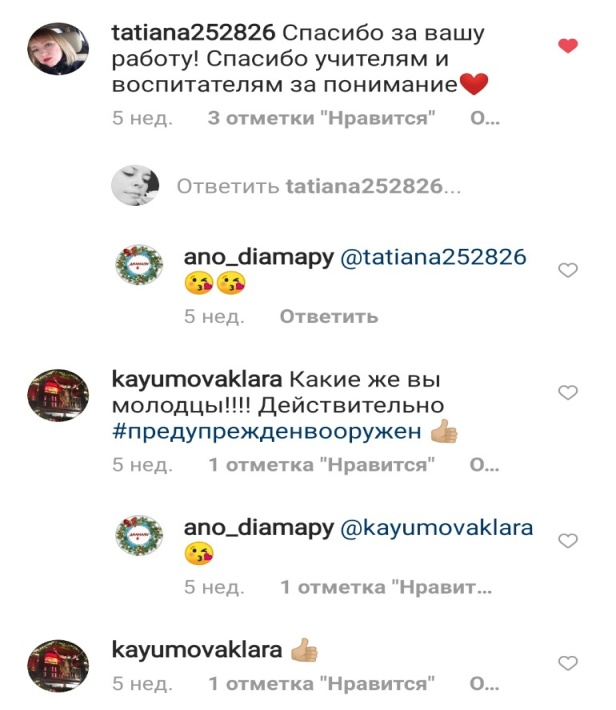 tatiana252826 Спасибо за вашу
работу! Спасибо учителям и
воспитателям за понимание❤️
5 нед. 3 отметки "Нравится" О...
Ответить tatiana252826...
ano_diamapy @tatiana252826
😘😘
5 нед. Ответить
kayumovaklara Какие же вы
молодцы!!!! Действительно
#предупрежденвооружен 👍🏼
5 нед. 1 отметка "Нравится" О...
ano_diamapy @kayumovaklara
😘
5 нед. 1 отметка "Нравит...
kayumovaklara 👍🏼
5 нед. 1 отметка "Нравится" О...